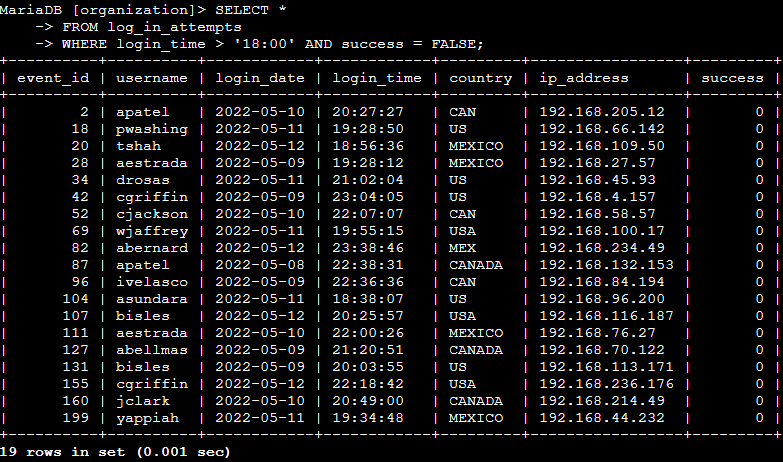 MariaDB [organization]> SELECT *
    -> FROM log_in_attempts
    -> WHERE login_time > '18:00' AND success = FALSE;
+----------+----------+------------+------------+---------+-----------------+---------+
| event_id | username | login_date | login_time | country | ip_address      | success |
+----------+----------+------------+------------+---------+-----------------+---------+
|        2 | apatel   | 2022-05-10 | 20:27:27   | CAN     | 192.168.205.12  |       0 |
|       18 | pwashing | 2022-05-11 | 19:28:50   | US      | 192.168.66.142  |       0 |
|       20 | tshah    | 2022-05-12 | 18:56:36   | MEXICO  | 192.168.109.50  |       0 |
|       28 | aestrada | 2022-05-09 | 19:28:12   | MEXICO  | 192.168.27.57   |       0 |
|       34 | drosas   | 2022-05-11 | 21:02:04   | US      | 192.168.45.93   |       0 |
|       42 | cgriffin | 2022-05-09 | 23:04:05   | US      | 192.168.4.157   |       0 |
|       52 | cjackson | 2022-05-10 | 22:07:07   | CAN     | 192.168.58.57   |       0 |
|       69 | wjaffrey | 2022-05-11 | 19:55:15   | USA     | 192.168.100.17  |       0 |
|       82 | abernard | 2022-05-12 | 23:38:46   | MEX     | 192.168.234.49  |       0 |
|       87 | apatel   | 2022-05-08 | 22:38:31   | CANADA  | 192.168.132.153 |       0 |
|       96 | ivelasco | 2022-05-09 | 22:36:36   | CAN     | 192.168.84.194  |       0 |
|      104 | asundara | 2022-05-11 | 18:38:07   | US      | 192.168.96.200  |       0 |
|      107 | bisles   | 2022-05-12 | 20:25:57   | USA     | 192.168.116.187 |       0 |
|      111 | aestrada | 2022-05-10 | 22:00:26   | MEXICO  | 192.168.76.27   |       0 |
|      127 | abellmas | 2022-05-09 | 21:20:51   | CANADA  | 192.168.70.122  |       0 |
|      131 | bisles   | 2022-05-09 | 20:03:55   | US      | 192.168.113.171 |       0 |
|      155 | cgriffin | 2022-05-12 | 22:18:42   | USA     | 192.168.236.176 |       0 |
|      160 | jclark   | 2022-05-10 | 20:49:00   | CANADA  | 192.168.214.49  |       0 |
|      199 | yappiah  | 2022-05-11 | 19:34:48   | MEXICO  | 192.168.44.232  |       0 |
+----------+----------+------------+------------+---------+-----------------+---------+
19 rows in set (0.001 sec)